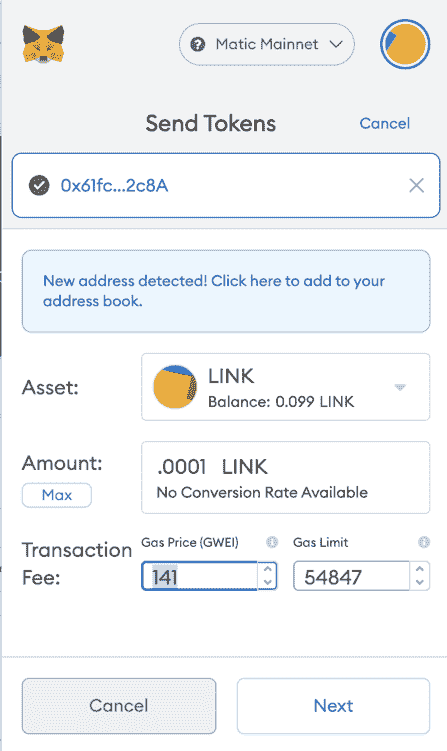 Matic Mainnet
Send Tokens
Cancel
0x61fc...2c8A
New address detected! Click here to add to your
address book.
Asset:
LINK
Balance: 0.099 LINK
Amount:
Max
.0001 LINK
No Conversion Rate Available
Transaction
Fee:
Gas Price (GWEI)
141
Gas Limit
54847
Cancel
Next